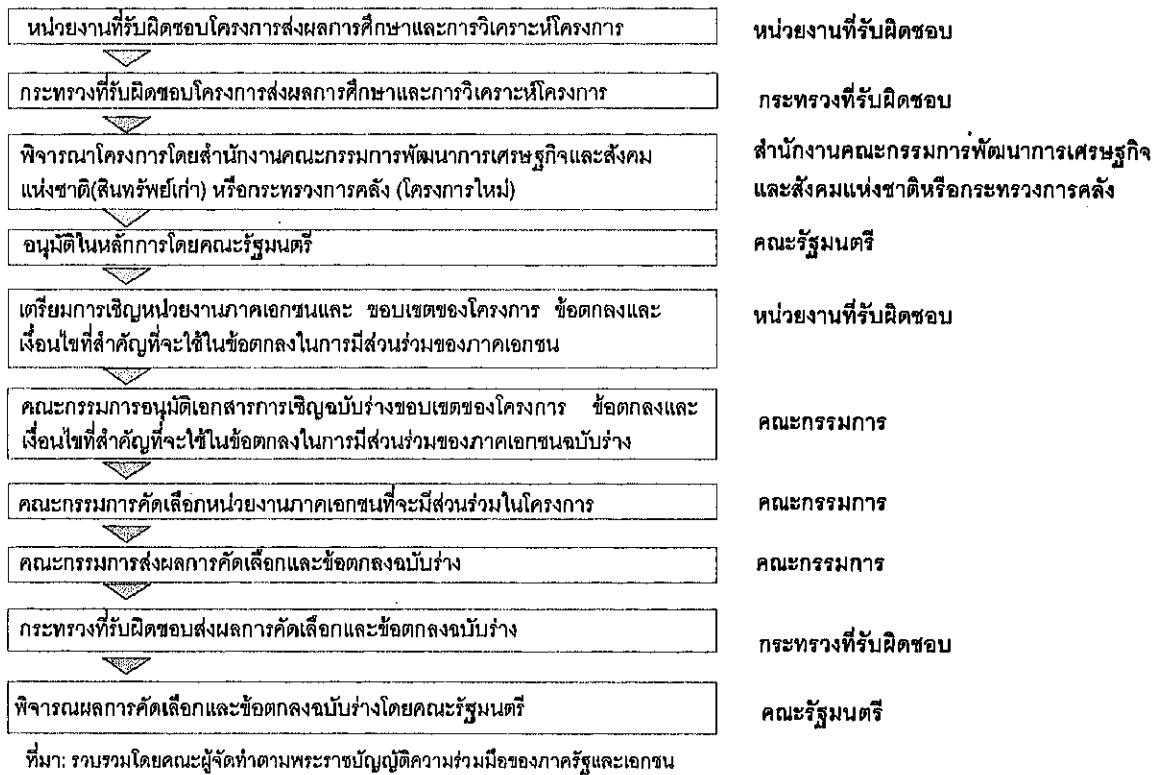 หน่วยงานที่รับผิดชอบโครงการส่งผลการศึกษาและการวิเคราะห์โครงการ หน่วยงานที่รับผิดชอบ
กระทรวงที่รับผิดชอบโครงการส่งผลการศึกษาและการวิเคราะห์โครงการ กระทรวงที่รับผิดชอบ
พิจารณาโครงการโดยสำนักงานคณะกรรมการพัฒนาการเศรษฐกิจและสังคม สำนักงานคณะกรรมการพัฒนาการเศรษฐกิจ
แห่งชาติ(สินทรัพย์เก่า) หรือกระทรวงการคลัง (โครงการใหม่) และสังคมแห่งชาติหรือกระทรวงการคลัง
อนุมัติในหลักการโดยคณะรัฐมนตรี คณะรัฐมนตรี
เตรียมการเชิญหน่วยงานภาคเอกชนและ ขอบเขตของโครงการ ข้อตกลงและ หน่วยงานที่รับผิดชอบ
เงื่อนไขที่สำคัญที่จะใช้ในข้อตกลงในการมีส่วนร่วมของภาคเอกชน
คณะกรรมการอนุมัติเอกสารการเชิญฉบับร่างขอบเขตของโครงการ ข้อตกลงและ คณะกรรมการ
เงื่อนไขที่สำคัญที่จะใช้ในข้อตกลงในการมีส่วนร่วมของภาคเอกชนฉบับร่าง
คณะกรรมการคัดเลือกหน่วยงานภาคเอกชนที่จะมีส่วนร่วมในโครงการ คณะกรรมการ
คณะกรรมการส่งผลการคัดเลือกและข้อตกลงฉบับร่าง คณะกรรมการ
กระทรวงที่รับผิดชอบส่งผลการคัดเลือกและข้อตกลงฉบับร่าง กระทรวงที่รับผิดชอบ
พิจารณผลการคัดเลือกและข้อตกลงฉบับร่างโดยคณะรัฐมนตรี คณะรัฐมนตรี
ที่มา: รวบรวมโดยคณะผู้จัดทำตามพระราชบัญญัติความร่วมมือของภาครัฐและเอกชน